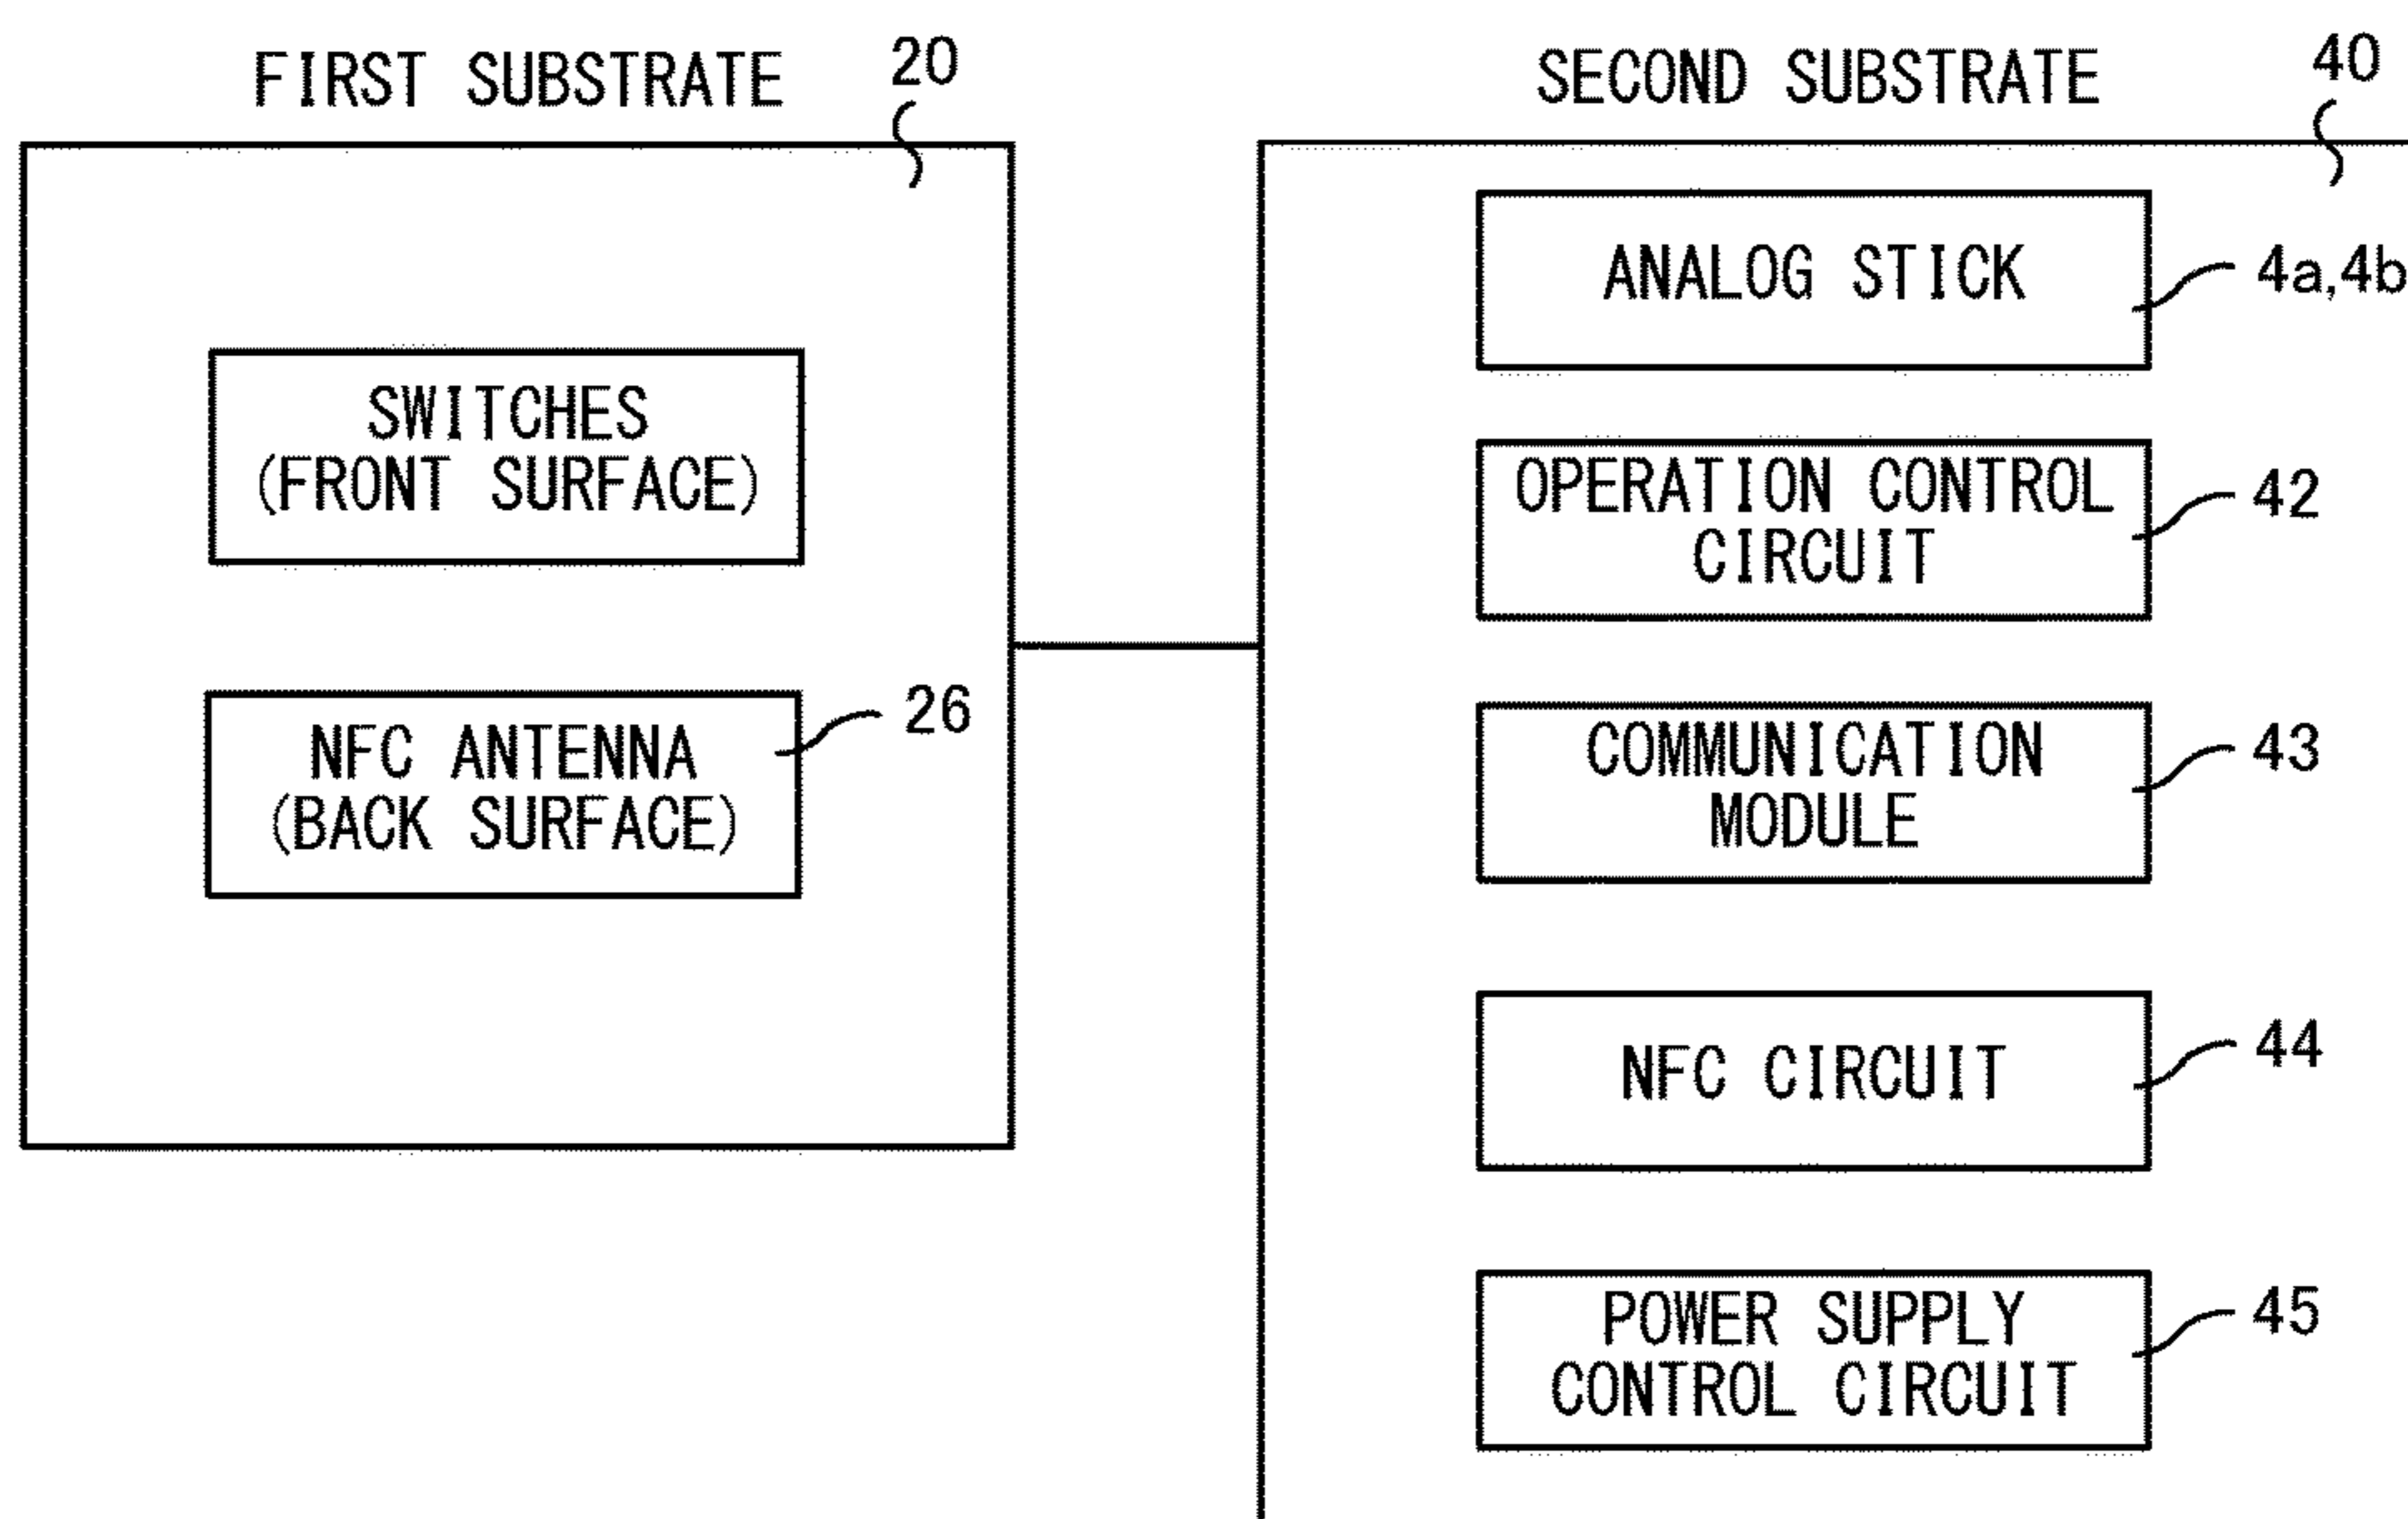 FIRST SUBSTRATE
20
SWITCHES
(FRONT SURFACE)
NFC ANTENNA
(BACK SURFACE)
26
SECOND SUBSTRATE
40
ANALOG STICK
4a,4b
OPERATION CONTROL
CIRCUIT
42
COMMUNICATION
MODULE
43
NFC CIRCUIT
44
POWER SUPPLY
CONTROL CIRCUIT
45